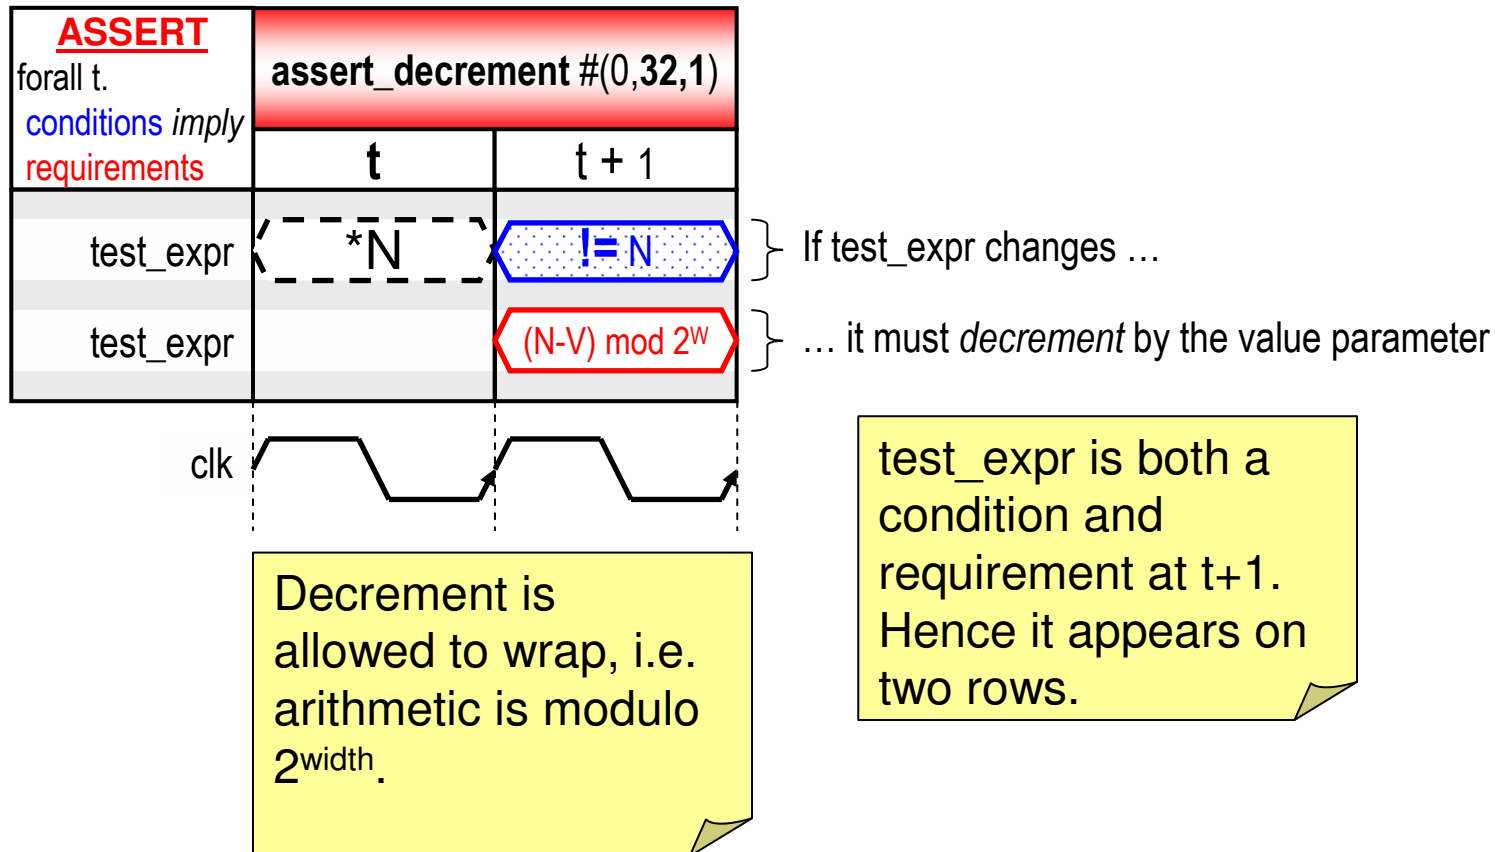 ASSERT
forall t.
conditions imply
requirements
assert_decrement #(0,32,1)
t
t + 1
test_expr
*N
!= N
If test_expr changes …
test_expr
(N-V) mod 2ᵂ
… it must decrement by the value parameter
clk
Decrement is
allowed to wrap, i.e.
arithmetic is modulo
2ʷⁱᵈᵗʰ.
test_expr is both a
condition and
requirement at t+1.
Hence it appears on
two rows.